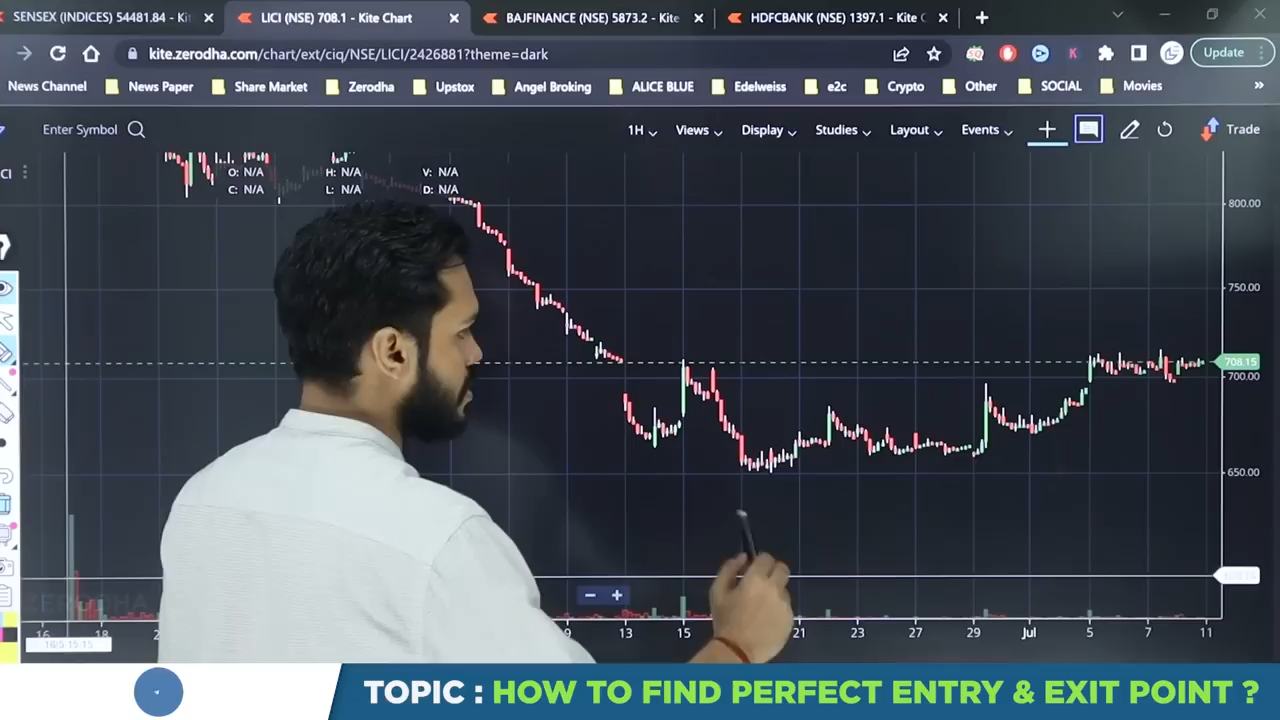 SENSEX (INDICES) 54481.84 - Ki
LICI (NSE) 708.1 - Kite Chart
BAJFINANCE (NSE) 5873.2 - Kite
HDFCBANK (NSE) 1397.1 - Kite C
kite.zerodha.com/chart/ext/ciq/NSE/LICI/2426881?theme=dark
Update
News Channel
News Paper
Share Market
Zerodha
Upstox
Angel Broking
ALICE BLUE
Edelweiss
e2c
Crypto
Other
SOCIAL
Movies
Enter Symbol
1H
Views
Display
Studies
Layout
Events
Trade
CI
O: N/A H: N/A V: N/A
C: N/A L: N/A D: N/A
800.00
750.00
708.15
700.00
650.00
ZERODHA
16 18 2 9 13 15 21 23 27 29 Jul 5 7 11
TOPIC : HOW TO FIND PERFECT ENTRY & EXIT POINT ?